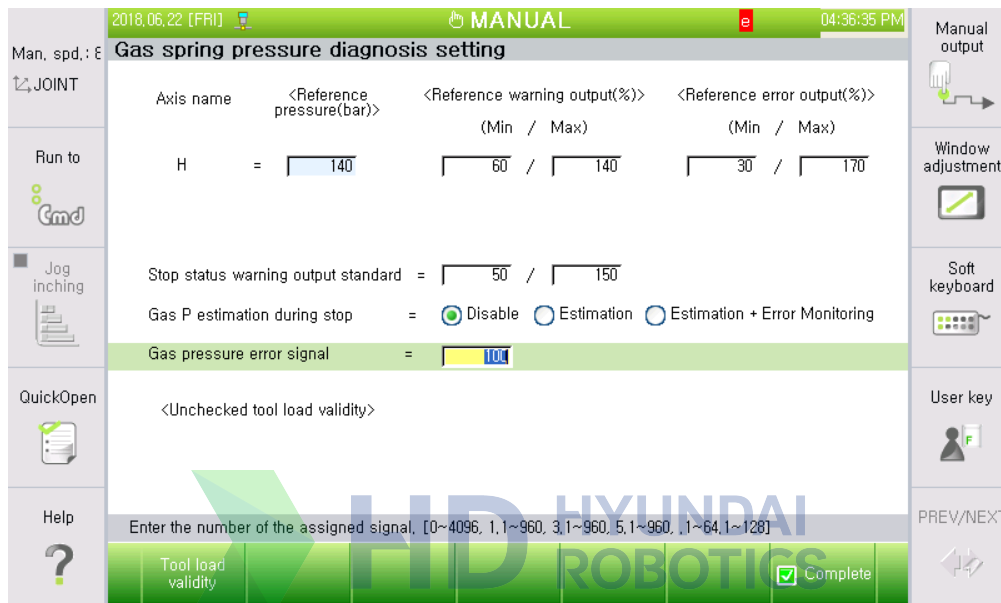 2018,06,22 [FRI] MANUAL e 04:36:35 PM
Man, spd,: 8
JOINT
Run to
Cmd
Jog
inching
QuickOpen
Help
Gas spring pressure diagnosis setting
Axis name <Reference pressure(bar)> <Reference warning output(%)> <Reference error output(%)>
(Min / Max) (Min / Max)
H = 140 60 / 140 30 / 170
Stop status warning output standard = 50 / 150
Gas P estimation during stop = Disable Estimation Estimation + Error Monitoring
Gas pressure error signal = 100
<Unchecked tool load validity>
HD HYUNDAI
ROBOTICS
Enter the number of the assigned signal, [0~4096, 1,1~960, 3,1~960, 5,1~960, ,1~64,1~128]
Tool load
validity
Complete
Manual
output
Window
adjustment
Soft
keyboard
User key
F
PREV/NEXT